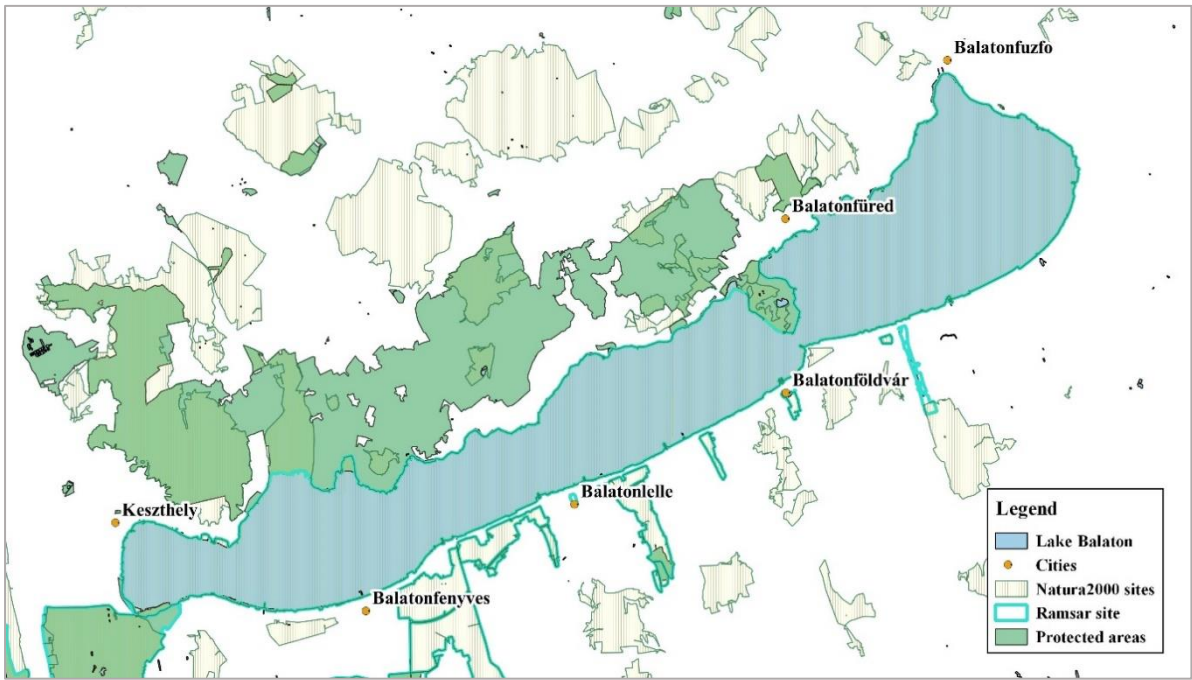 Balatonfuzfo
Balatonfüred
Balatonföldvár
Balatonlelle
Keszthely
Balatonfenyves
Legend
Lake Balaton
Cities
Natura2000 sites
Ramsar site
Protected areas